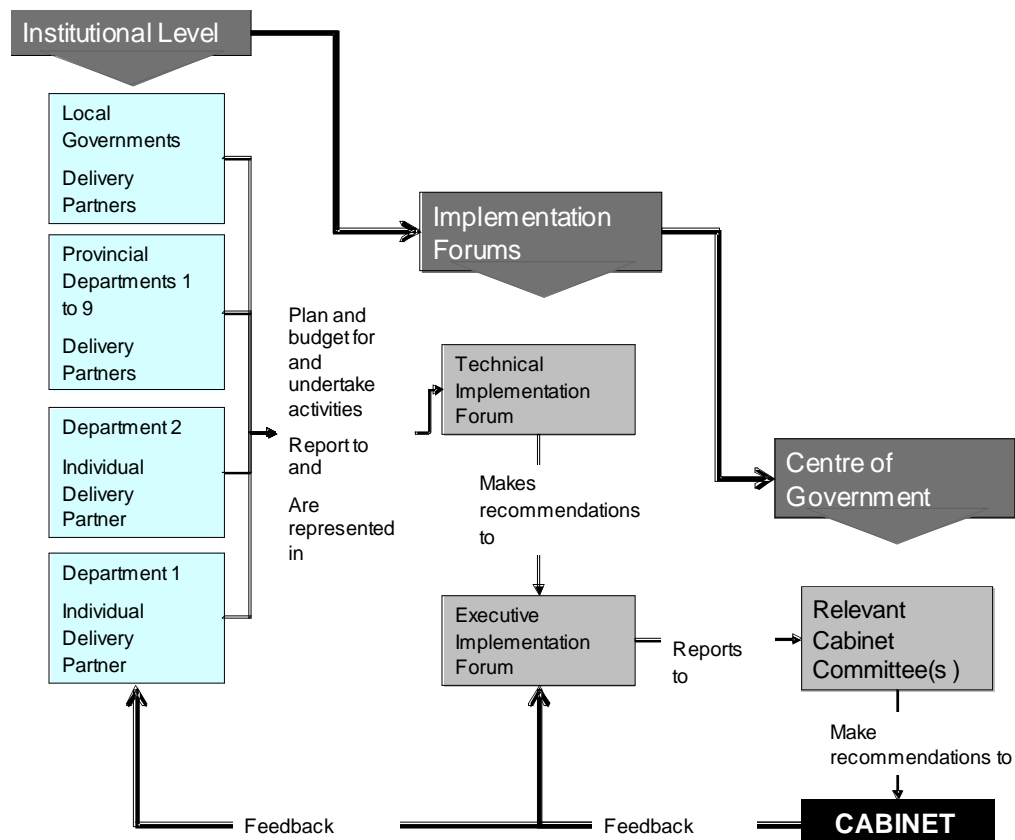 Institutional Level
Local
Governments
Delivery
Partners
Provincial
Departments 1
to 9
Delivery
Partners
Department 2
Individual
Delivery
Partner
Department 1
Individual
Delivery
Partner
Plan and
budget for
and
undertake
activities
Report to
and
Are
represented
in
Implementation
Forums
Technical
Implementation
Forum
Makes
recommendations
to
Executive
Implementation
Forum
Reports
to
Centre of
Government
Relevant
Cabinet
Committee(s )
Make
recommendations to
CABINET
Feedback
Feedback